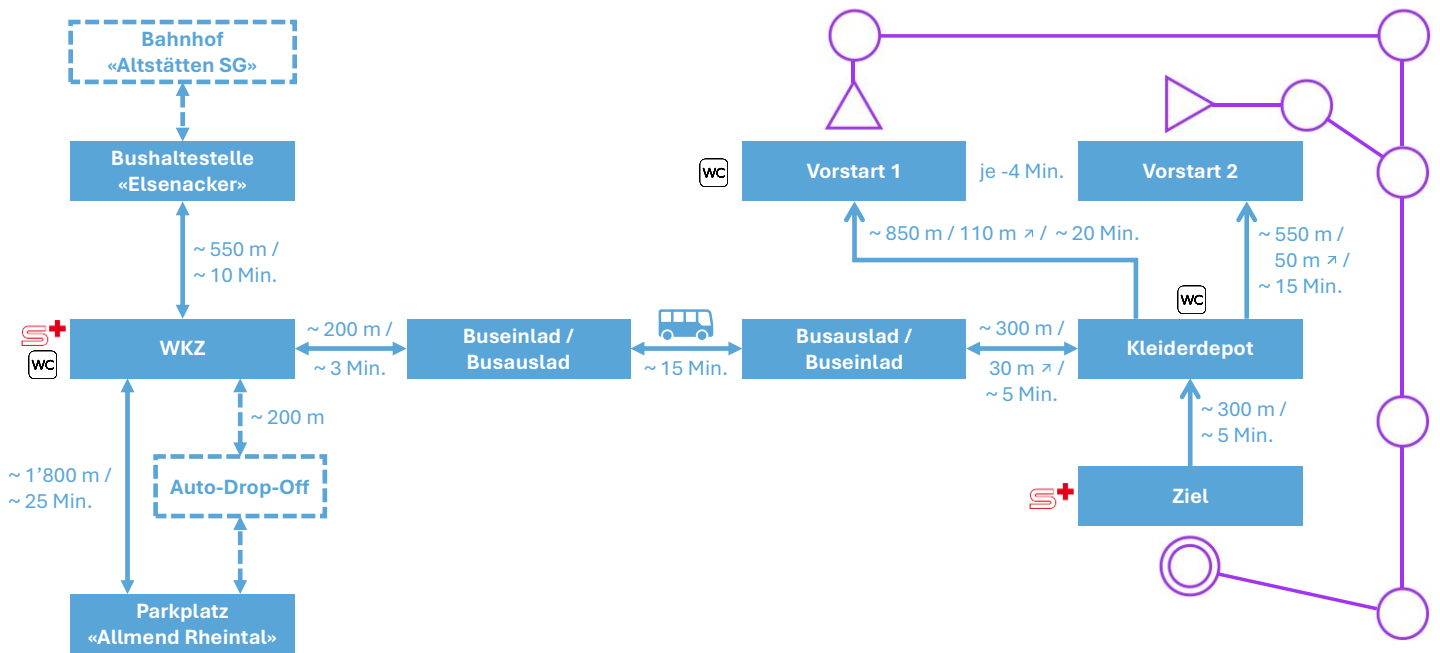 Bahnhof
«Altstätten SG»
Bushaltestelle
«Elsenacker»
~ 550 m /
~ 10 Min.
WKZ
WC
~ 200 m /
~ 3 Min.
Buseinlad /
Busauslad
~ 15 Min.
Busauslad /
Buseinlad
~ 300 m /
30 m ↗ /
~ 5 Min.
Kleiderdepot
WC
WC
Vorstart 1
je -4 Min.
Vorstart 2
~ 850 m / 110 m ↗ / ~ 20 Min.
~ 550 m /
50 m ↗ /
~ 15 Min.
~ 300 m /
~ 5 Min.
Ziel
~ 200 m
~ 1’800 m /
~ 25 Min.
Auto-Drop-Off
Parkplatz
«Allmend Rheintal»